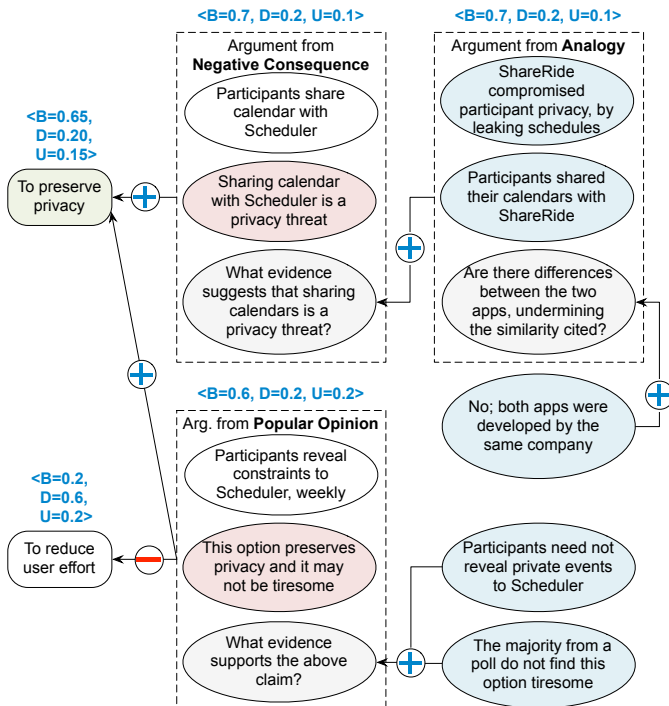 <B=0.7, D=0.2, U=0.1>
Argument from
Negative Consequence
Participants share
calendar with
Scheduler
Sharing calendar
with Scheduler is a
privacy threat
What evidence
suggests that sharing
calendars is a
privacy threat?
<B=0.7, D=0.2, U=0.1>
Argument from Analogy
ShareRide
compromised
participant privacy, by
leaking schedules
Participants shared
their calendars with
ShareRide
Are there differences
between the two
apps, undermining
the similarity cited?
No; both apps were
developed by the
same company
<B=0.65,
D=0.20,
U=0.15>
To preserve
privacy
<B=0.6, D=0.2, U=0.2>
Arg. from Popular Opinion
Participants reveal
constraints to
Scheduler, weekly
This option preserves
privacy and it may
not be tiresome
What evidence
supports the above
claim?
<B=0.2,
D=0.6,
U=0.2>
To reduce
user effort
Participants need not
reveal private events
to Scheduler
The majority from a
poll do not find this
option tiresome